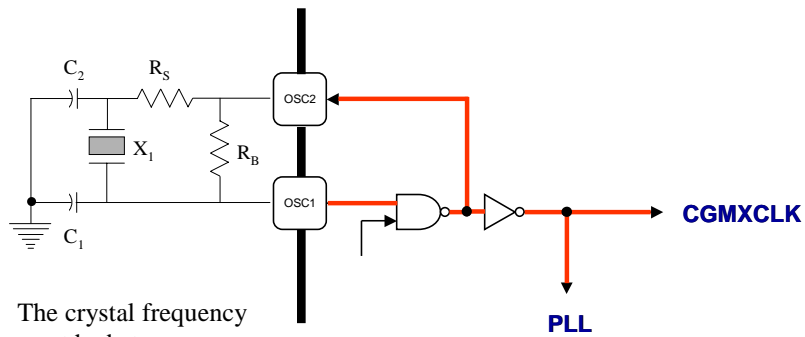 C2
RS
OSC2
X1
RB
OSC1
C1
CGMXCLK
PLL
The crystal frequency